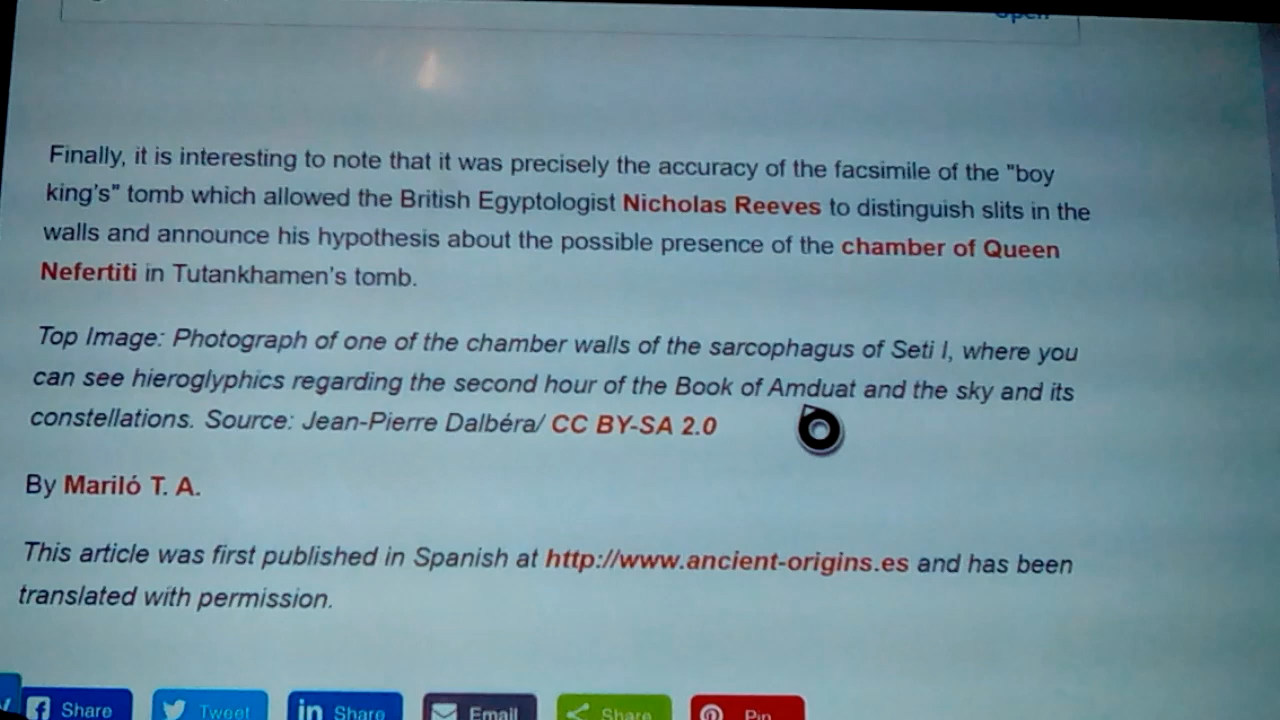 Open
Finally, it is interesting to note that it was precisely the accuracy of the facsimile of the "boy
king's" tomb which allowed the British Egyptologist Nicholas Reeves to distinguish slits in the
walls and announce his hypothesis about the possible presence of the chamber of Queen
Nefertiti in Tutankhamen's tomb.
Top Image: Photograph of one of the chamber walls of the sarcophagus of Seti I, where you
can see hieroglyphics regarding the second hour of the Book of Amduat and the sky and its
constellations. Source: Jean-Pierre Dalbéra/ CC BY-SA 2.0
By Mariló T. A.
This article was first published in Spanish at http://www.ancient-origins.es and has been
translated with permission.
f Share Tweet in Share Email Share Pin